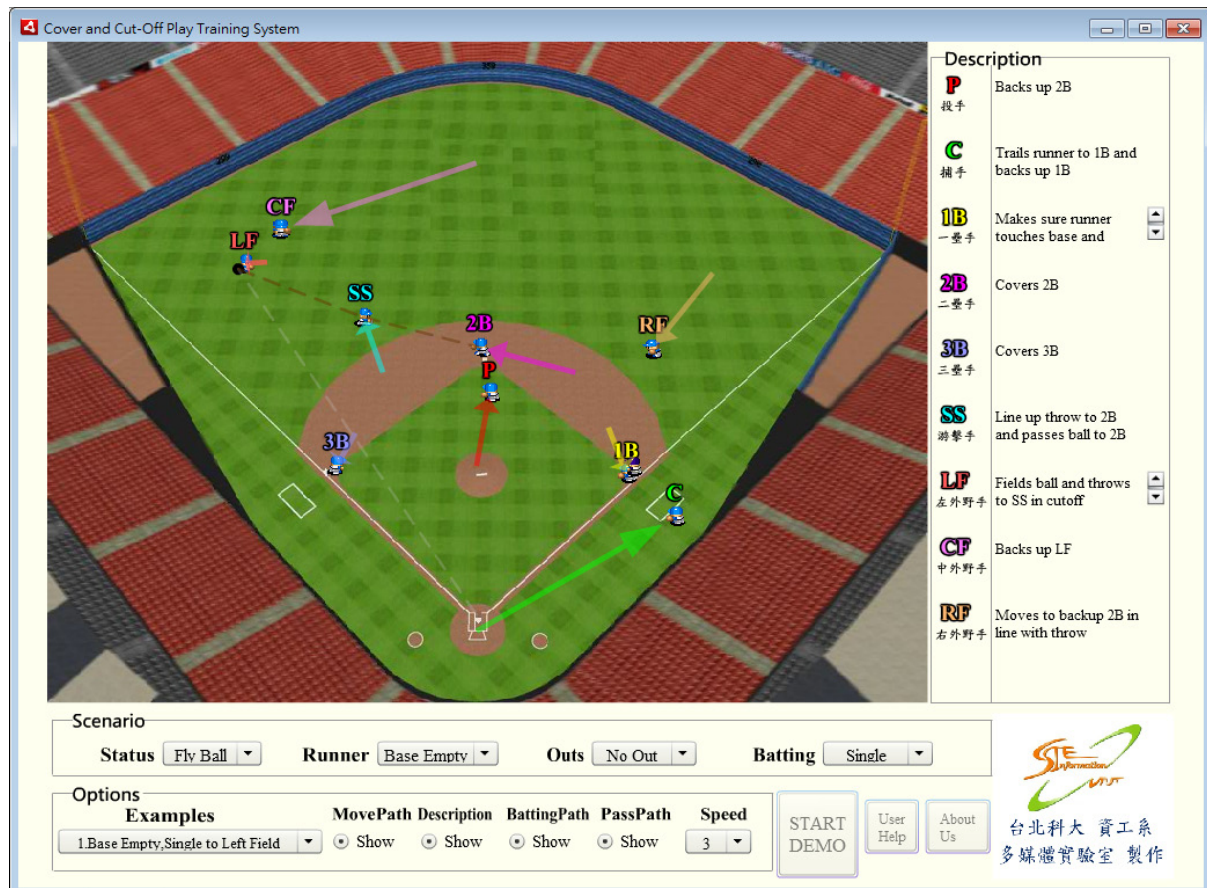 Cover and Cut-Off Play Training System
CF
LF
SS
2B
RF
P
3B
1B
C
Description
P
投手
Backs up 2B
C
捕手
Trails runner to 1B and
backs up 1B
1B
一壘手
Makes sure runner
touches base and
2B
二壘手
Covers 2B
3B
三壘手
Covers 3B
SS
游擊手
Line up throw to 2B
and passes ball to 2B
LF
左外野手
Fields ball and throws
to SS in cutoff
CF
中外野手
Backs up LF
RF
右外野手
Moves to backup 2B in
line with throw
Scenario
Status Fly Ball Runner Base Empty Outs No Out Batting Single
Options
Examples MovePath Description BattingPath PassPath Speed
1.Base Empty,Single to Left Field Show Show Show Show 3
START
DEMO
User
Help
About
Us
Information
台北科大 資工系
多媒體實驗室 製作